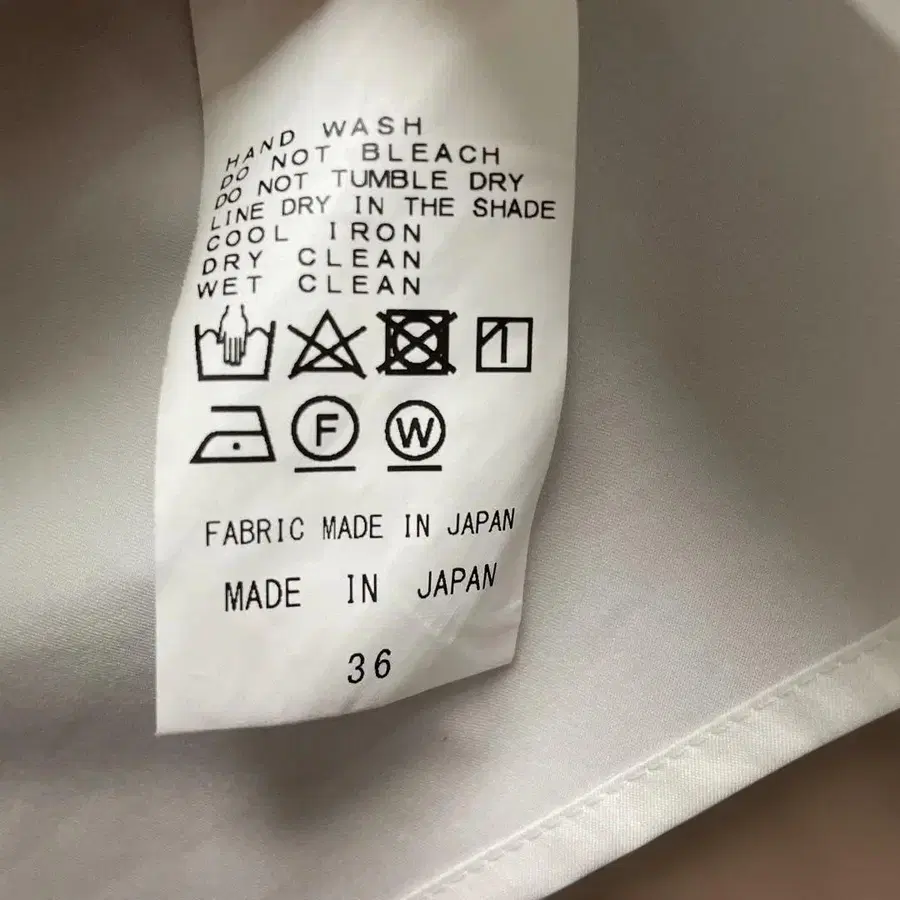 HAND WASH
DO NOT BLEACH
DO NOT TUMBLE DRY
LINE DRY IN THE SHADE
COOL IRON
DRY CLEAN
WET CLEAN
F W
FABRIC MADE IN JAPAN
MADE IN JAPAN
36